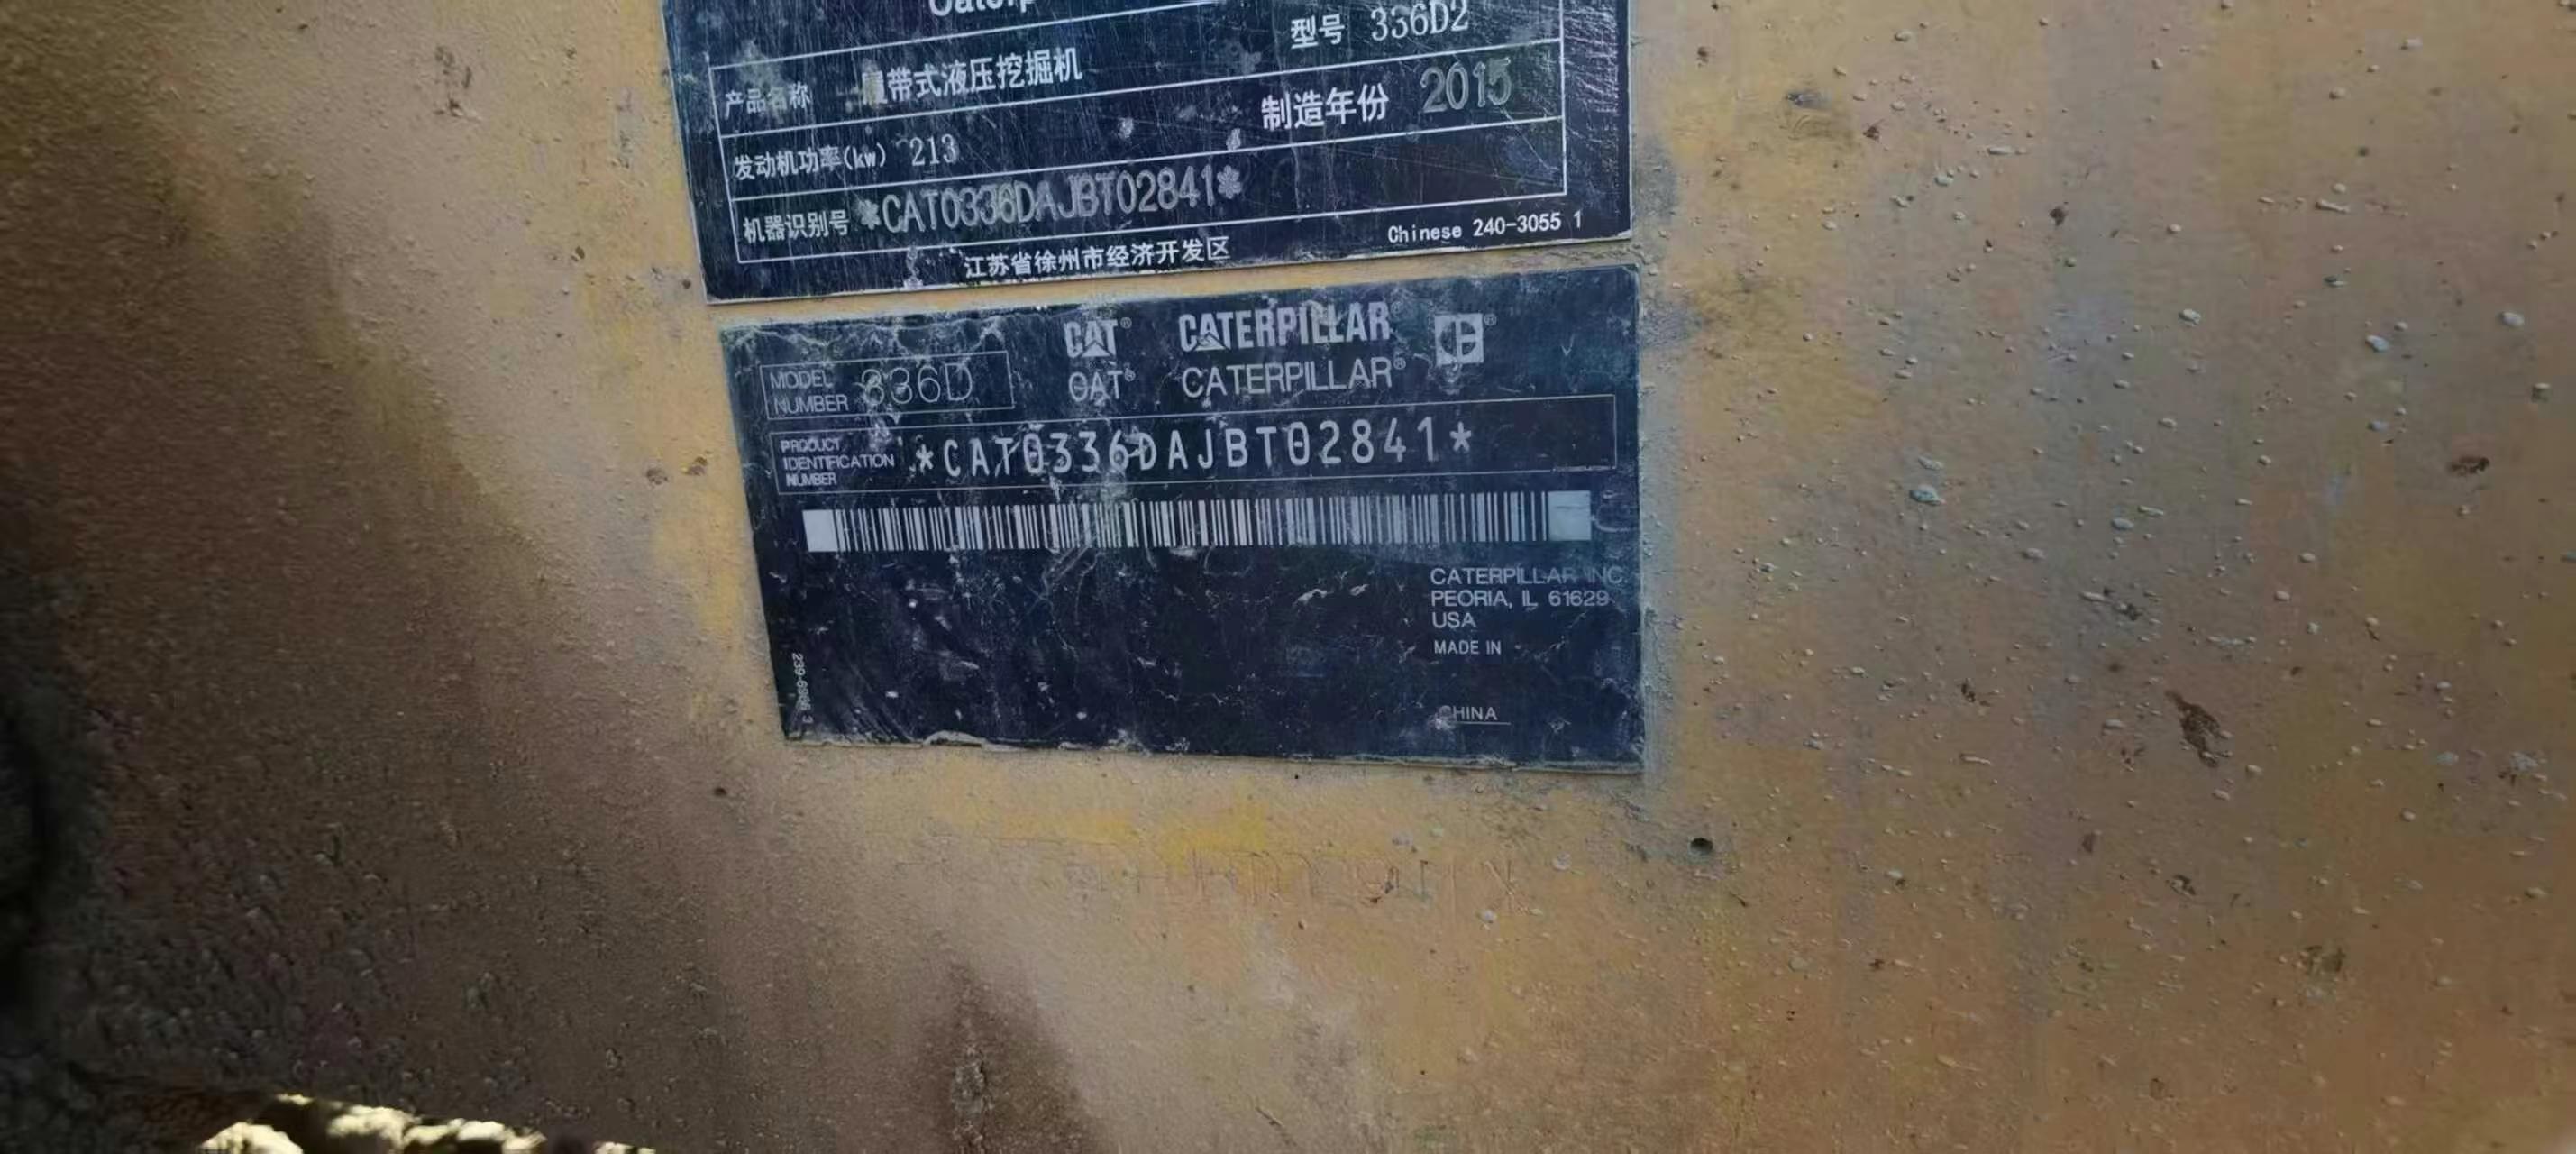 型号 336D2
产品名称 履带式液压挖掘机
制造年份 2015
发动机功率(kw) 213
机器识别号 *CAT0336DAJBT02841*
江苏省徐州市经济开发区
Chinese 240-3055 1
CAT® CATERPILLAR®
CAT® CATERPILLAR®
MODEL NUMBER 336D
PRODUCT IDENTIFICATION NUMBER *CAT0336DAJBT02841*
CATERPILLAR INC.
PEORIA, IL 61629
USA
MADE IN
CHINA